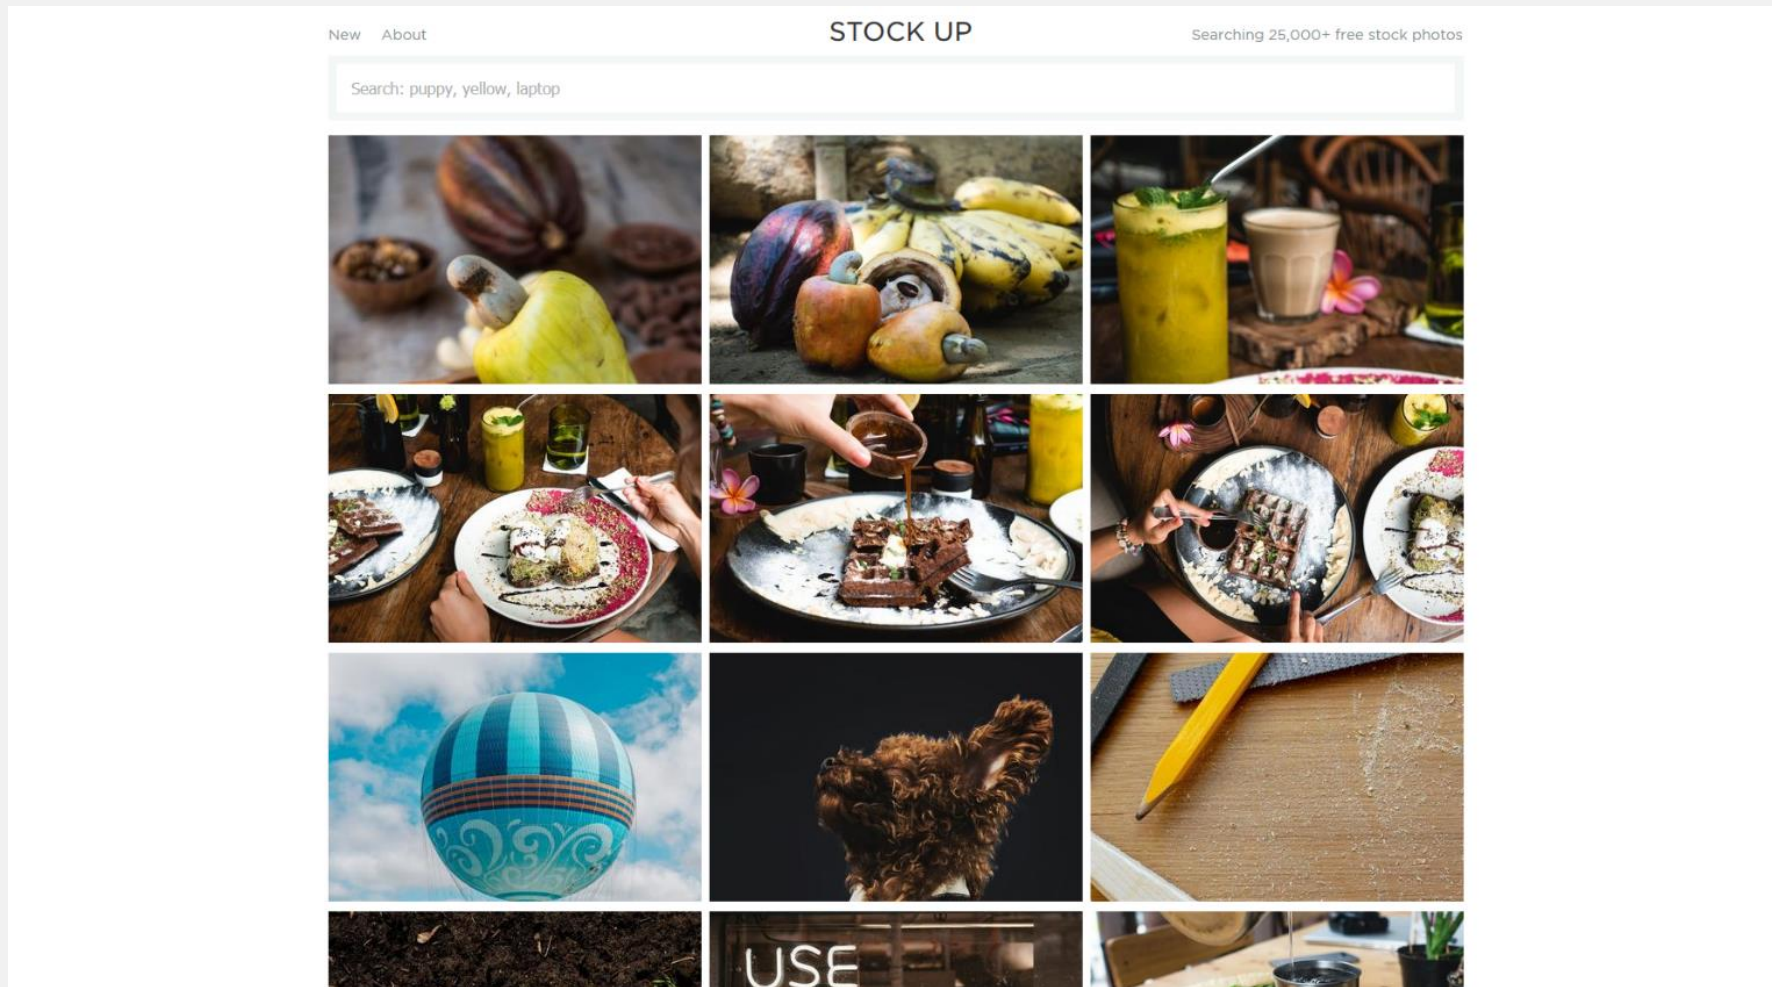 New About
STOCK UP
Searching 25,000+ free stock photos
Search: puppy, yellow, laptop
USE